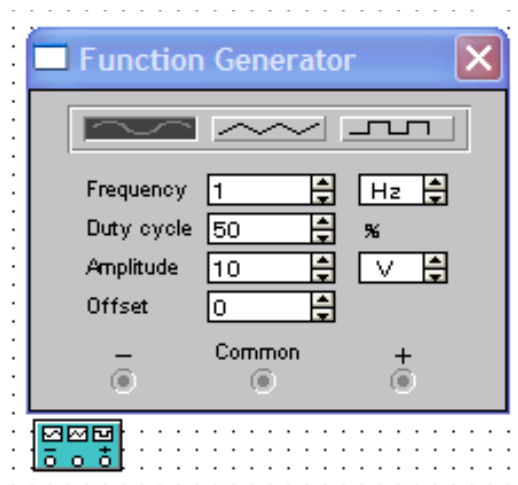 Function Generator
Frequency 1 Hz
Duty cycle 50 %
Amplitude 10 V
Offset 0
− Common +
− +